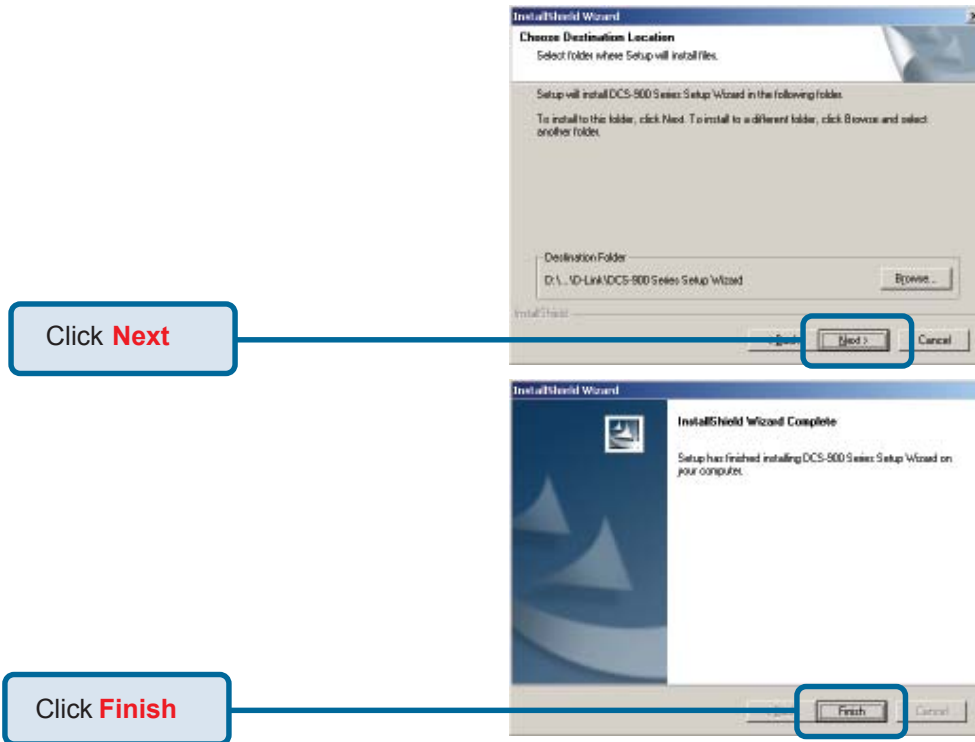 InstallShield Wizard
Choose Destination Location
Select folder where Setup will install files.
Setup will install DCS-900 Series Setup Wizard in the following folder.
To install to this folder, click Next. To install to a different folder, click Browse and select
another folder.
Destination Folder
D:\...\D-Link\DCS-900 Series Setup Wizard
Browse...
InstallShield
Click Next
< Back
Next >
Cancel
InstallShield Wizard
InstallShield Wizard Complete
Setup has finished installing DCS-900 Series Setup Wizard on
your computer.
Click Finish
Finish
Cancel